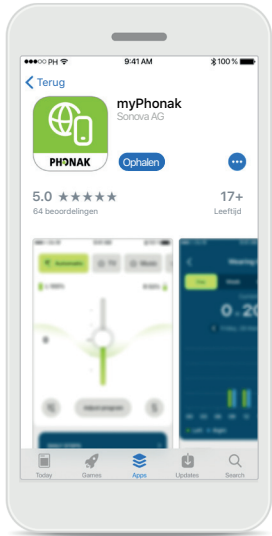 PH 9:41 AM 100 %
Terug
myPhonak
Sonova AG
PHONAK
Ophalen
5.0 ★★★★★ 17+
64 beoordelingen Leeftijd
Automatic TV Music
Adjust program
Today Games Apps Updates Search